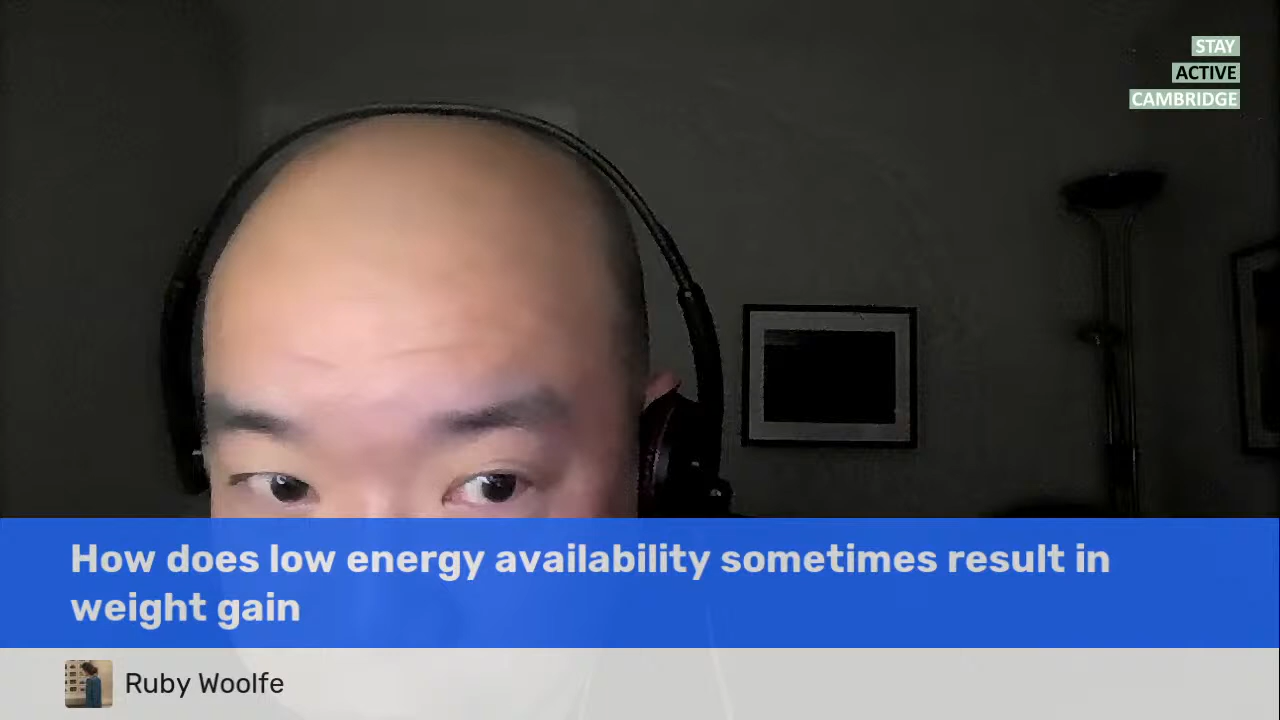 STAY
ACTIVE
CAMBRIDGE
How does low energy availability sometimes result in
weight gain
Ruby Woolfe